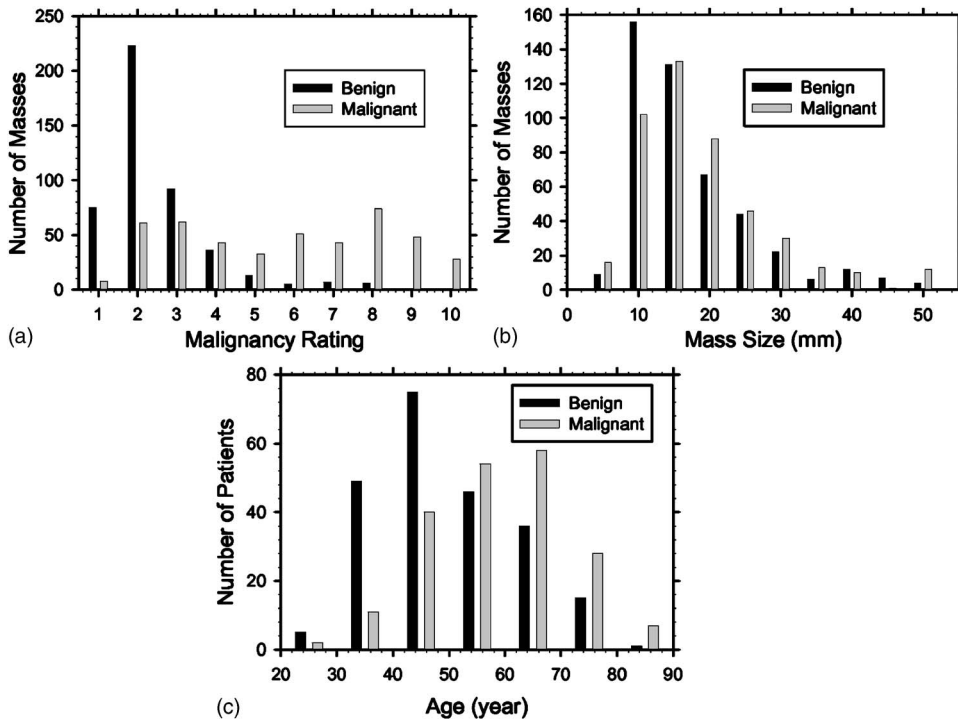 Number of Masses
250
200
150
100
50
0
Benign
Malignant
1 2 3 4 5 6 7 8 9 10
Malignancy Rating
(a)
Number of Masses
160
140
120
100
80
60
40
20
0
Benign
Malignant
0 10 20 30 40 50
Mass Size (mm)
(b)
Number of Patients
80
60
40
20
0
Benign
Malignant
20 30 40 50 60 70 80 90
Age (year)
(c)